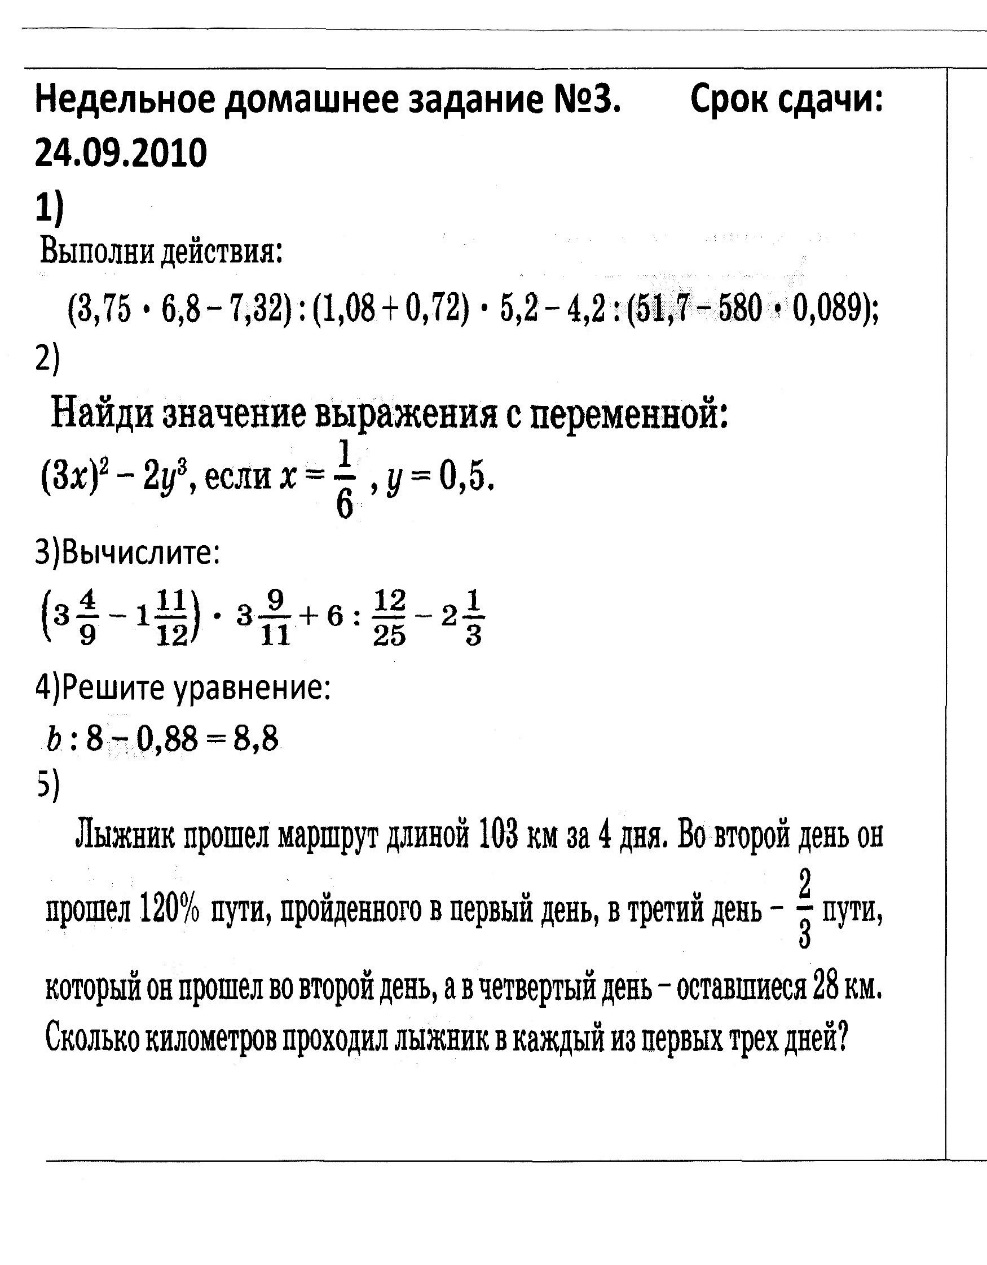 Недельное домашнее задание №3. Срок сдачи:
24.09.2010
1)
Выполни действия:
(3,75 · 6,8 – 7,32) : (1,08 + 0,72) · 5,2 – 4,2 : (51,7 – 580 · 0,089);
2)
Найди значение выражения с переменной:
(3x)² – 2y³, если x = 1/6 , y = 0,5.
3)Вычислите:
(3 4/9 – 1 11/12) · 3 9/11 + 6 : 12/25 – 2 1/3
4)Решите уравнение:
b : 8 – 0,88 = 8,8
5)
Лыжник прошел маршрут длиной 103 км за 4 дня. Во второй день он
прошел 120% пути, пройденного в первый день, в третий день – 2/3 пути,
который он прошел во второй день, а в четвертый день – оставшиеся 28 км.
Сколько километров проходил лыжник в каждый из первых трех дней?